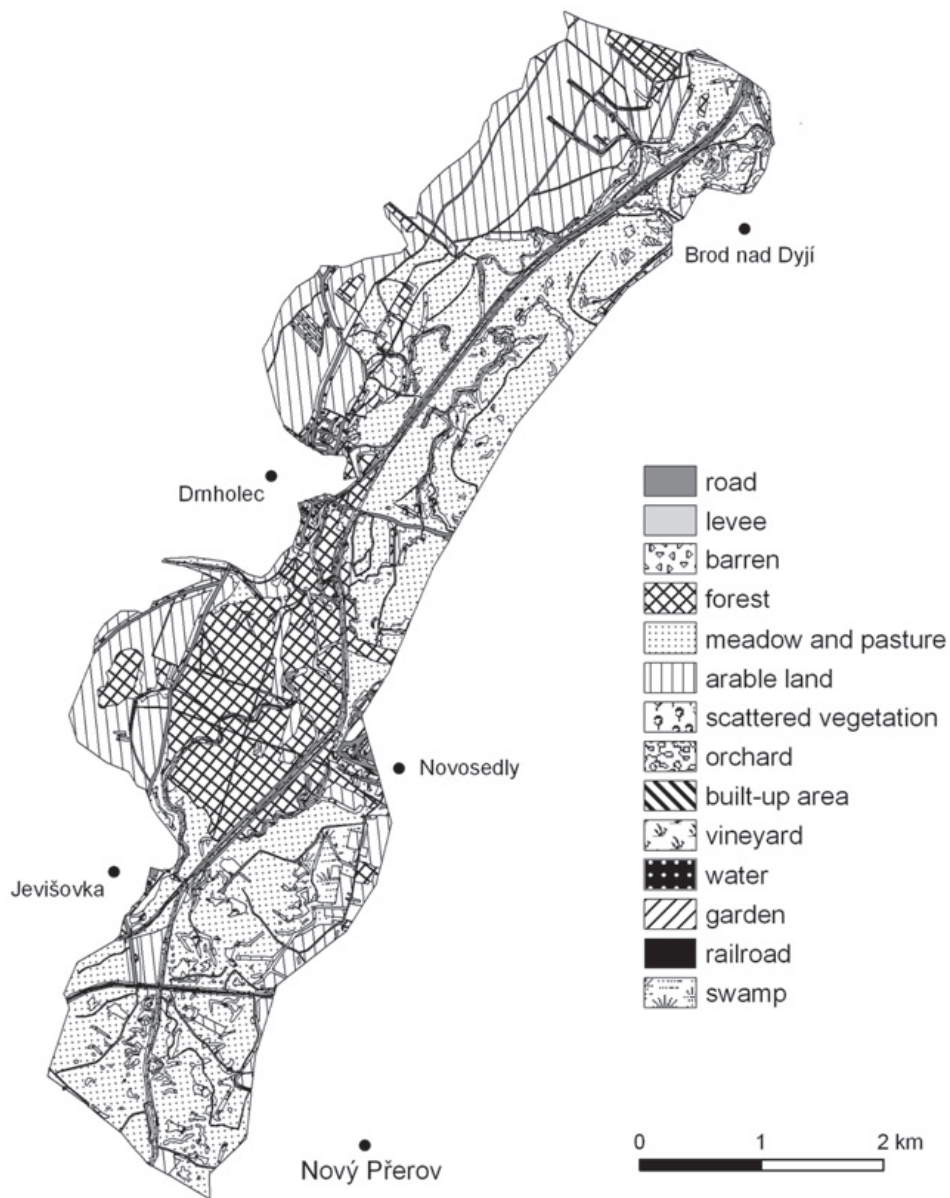 Brod nad Dyjí
Drnholec
road
levee
barren
forest
meadow and pasture
arable land
scattered vegetation
orchard
built-up area
vineyard
water
garden
railroad
swamp
Novosedly
Jevišovka
Nový Přerov
0 1 2 km